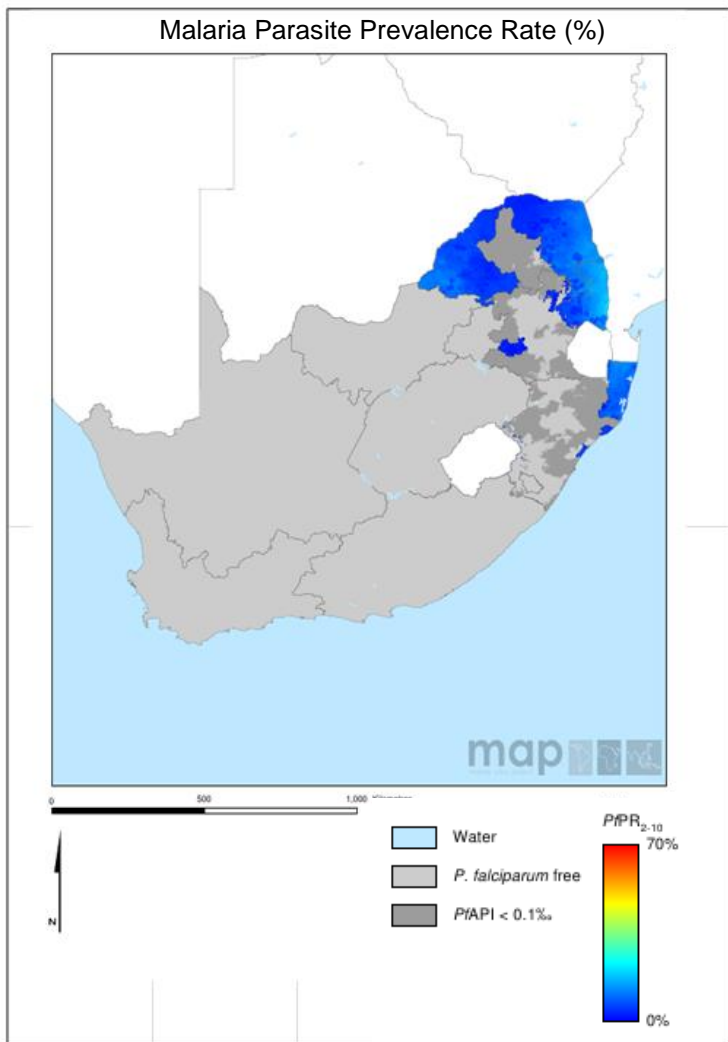 Malaria Parasite Prevalence Rate (%)
map
0 500 1,000
Water
P. falciparum free
PfAPI < 0.1‰
N
PfPR2-10
70%
0%